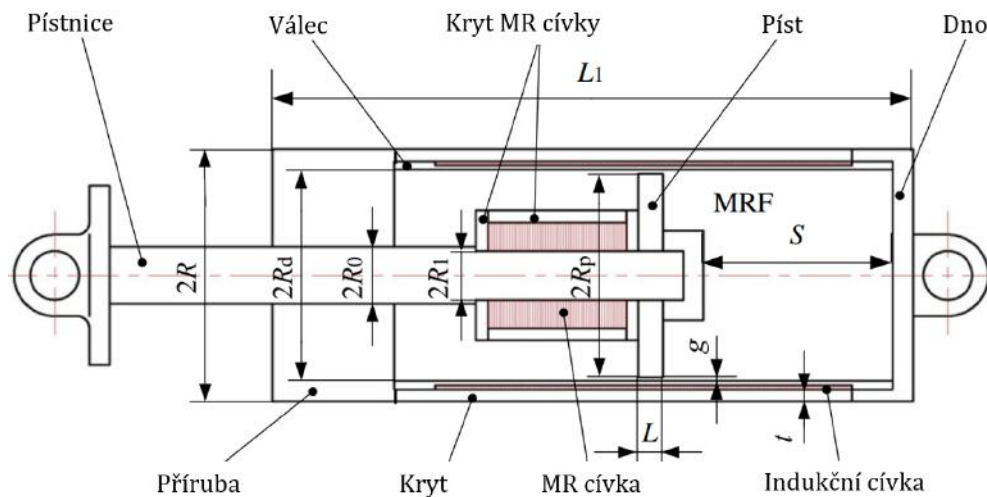 Pístnice
Válec
Kryt MR cívky
Píst
Dno
L1
MRF
S
2R
2Rd
2R0
2R1
2Rp
g
L
t
Příruba
Kryt
MR cívka
Indukční cívka